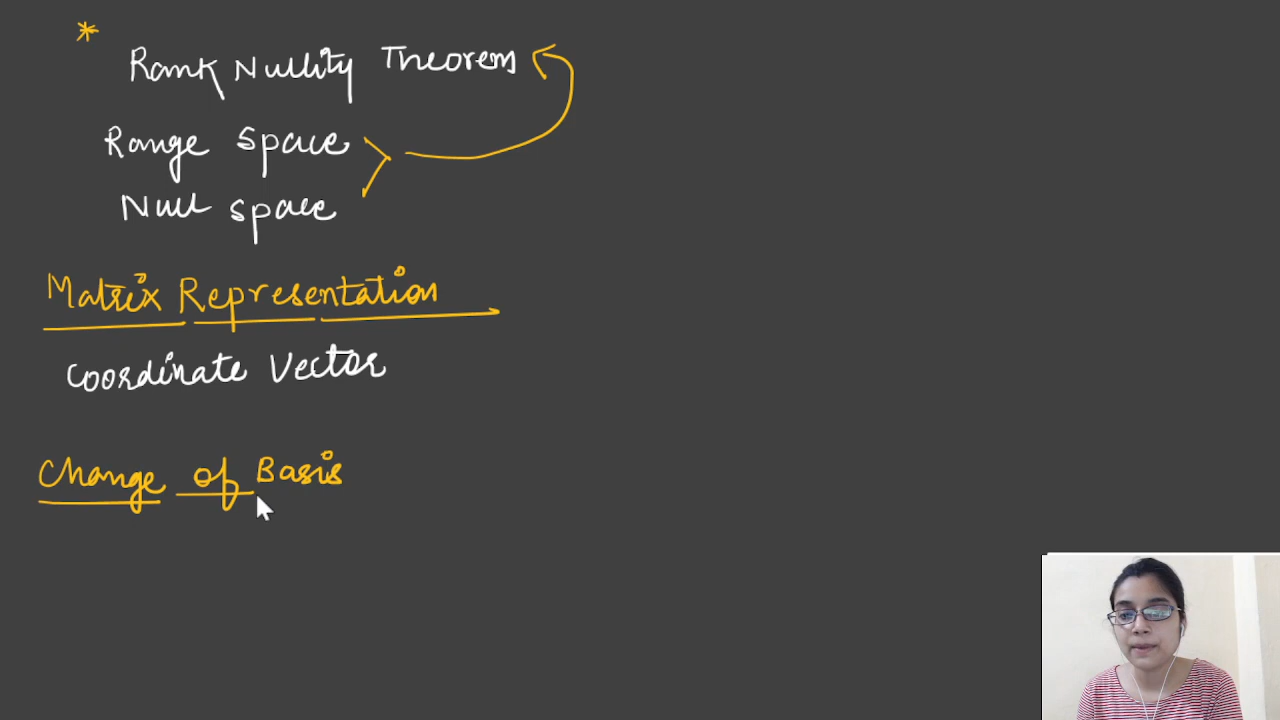 *
Rank Nullity Theorem
Range Space
Null Space
Matrix Representation
Coordinate Vector
Change of Basis